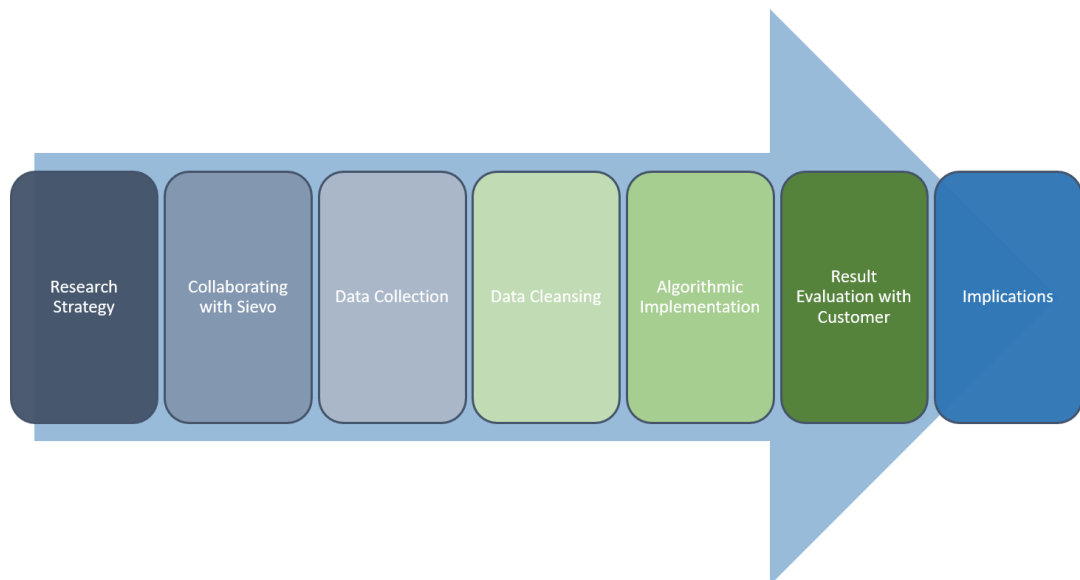 Research
Strategy
Collaborating
with Sievo
Data Collection
Data Cleansing
Algorithmic
Implementation
Result
Evaluation with
Customer
Implications